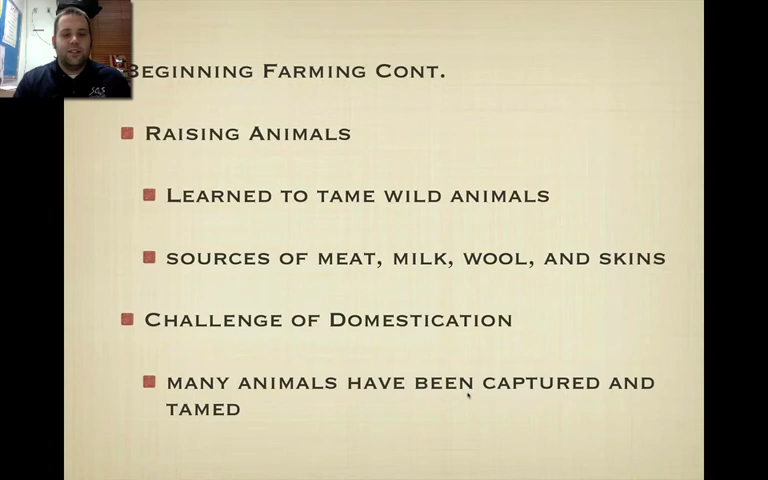 Beginning Farming Cont.
Raising Animals
Learned to tame wild animals
sources of meat, milk, wool, and skins
Challenge of Domestication
many animals have been captured and
tamed